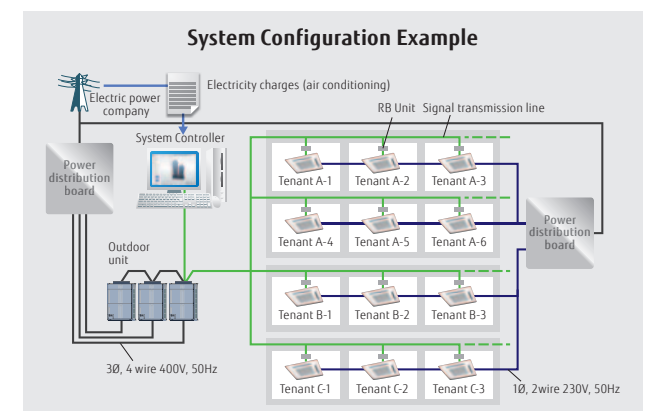 System Configuration Example
Electricity charges (air conditioning)
Electric power
company
RB Unit
Signal transmission line
System Controller
Power
distribution
board
Tenant A-1
Tenant A-2
Tenant A-3
Tenant A-4
Tenant A-5
Tenant A-6
Power
distribution
board
Outdoor
unit
Tenant B-1
Tenant B-2
Tenant B-3
3Ø, 4 wire 400V, 50Hz
Tenant C-1
Tenant C-2
Tenant C-3
1Ø, 2wire 230V, 50Hz